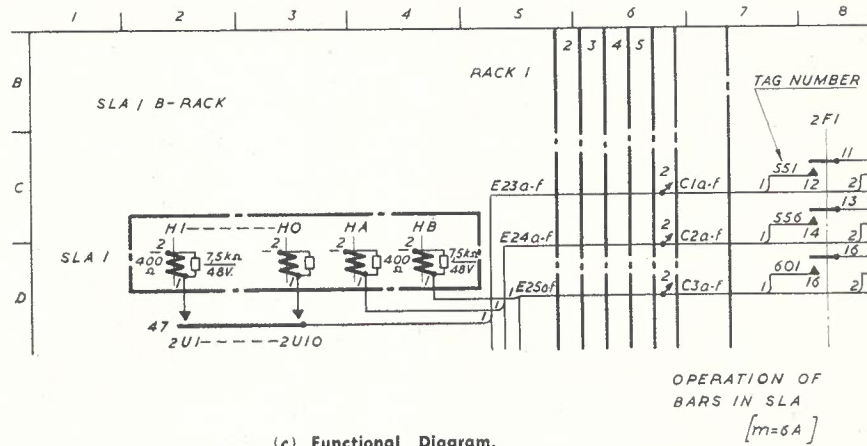 1 2 3 4 5 6 7 8
B
C
D
RACK 1
2 3 4 5
SLA 1 B-RACK
TAG NUMBER
2F1
E23a-f
2
C1a-f
1 551 12
11
2
E24a-f
2
C2a-f
1 556 14
13
2
E25a-f
2
C3a-f
1 601 16
16
2
SLA 1
H1 - - - - - - - HO HA HB
2 2 2 2
400 Ω
7,5kΩ 48V.
400 Ω
7,5kΩ 48V
1 1 1 1
1
1
1
47
2U1 - - - - - 2U10
OPERATION OF
BARS IN SLA
[m=6A]
(c) Functional Diagram.